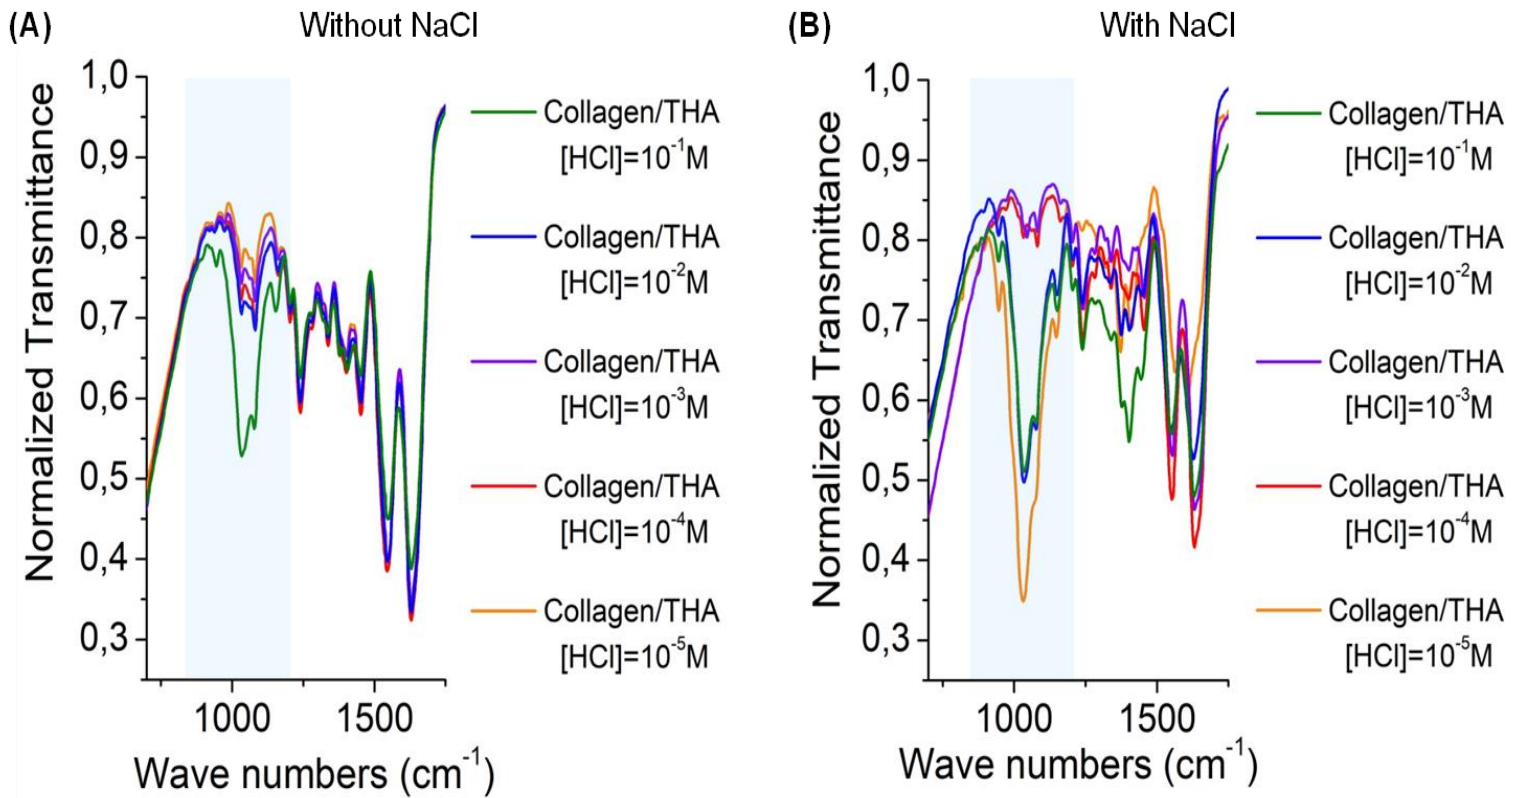 (A)
Without NaCl
Normalized Transmittance
1,0
0,9
0,8
0,7
0,6
0,5
0,4
0,3
1000 1500
Wave numbers (cm⁻¹)
Collagen/THA
[HCl]=10⁻¹M
Collagen/THA
[HCl]=10⁻²M
Collagen/THA
[HCl]=10⁻³M
Collagen/THA
[HCl]=10⁻⁴M
Collagen/THA
[HCl]=10⁻⁵M
(B)
With NaCl
Normalized Transmittance
1,0
0,9
0,8
0,7
0,6
0,5
0,4
0,3
1000 1500
Wave numbers (cm⁻¹)
Collagen/THA
[HCl]=10⁻¹M
Collagen/THA
[HCl]=10⁻²M
Collagen/THA
[HCl]=10⁻³M
Collagen/THA
[HCl]=10⁻⁴M
Collagen/THA
[HCl]=10⁻⁵M